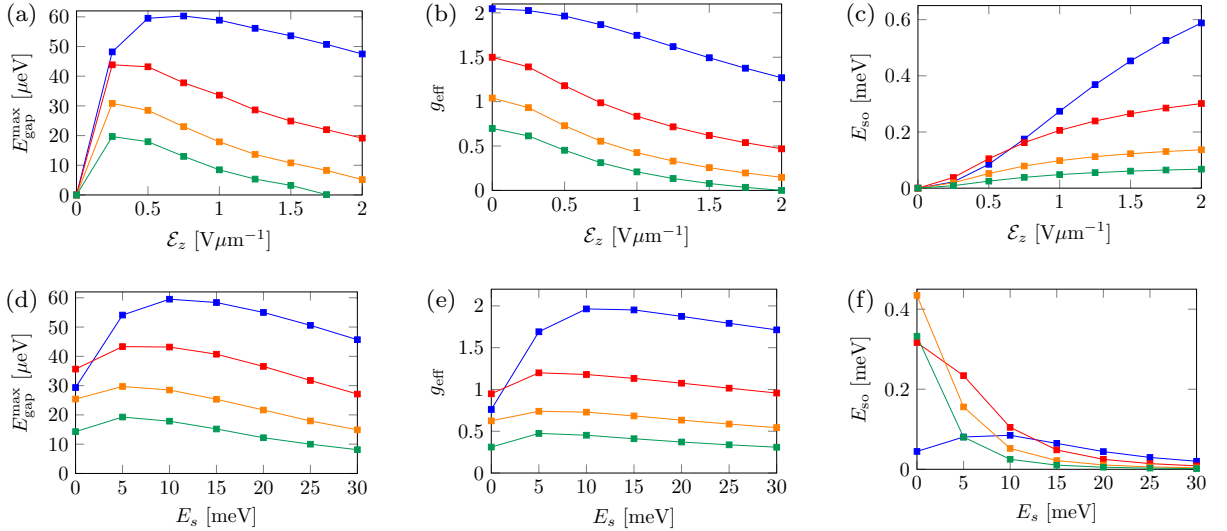 (a)
E_gap^max [μeV]
60
50
40
30
20
10
0
0 0.5 1 1.5 2
ℰ_z [Vμm⁻¹]
(b)
g_eff
2
1.5
1
0.5
0
0 0.5 1 1.5 2
ℰ_z [Vμm⁻¹]
(c)
E_so [meV]
0.6
0.4
0.2
0
0 0.5 1 1.5 2
ℰ_z [Vμm⁻¹]
(d)
E_gap^max [μeV]
60
50
40
30
20
10
0
0 5 10 15 20 25 30
E_s [meV]
(e)
g_eff
2
1.5
1
0.5
0
0 5 10 15 20 25 30
E_s [meV]
(f)
E_so [meV]
0.4
0.2
0
0 5 10 15 20 25 30
E_s [meV]